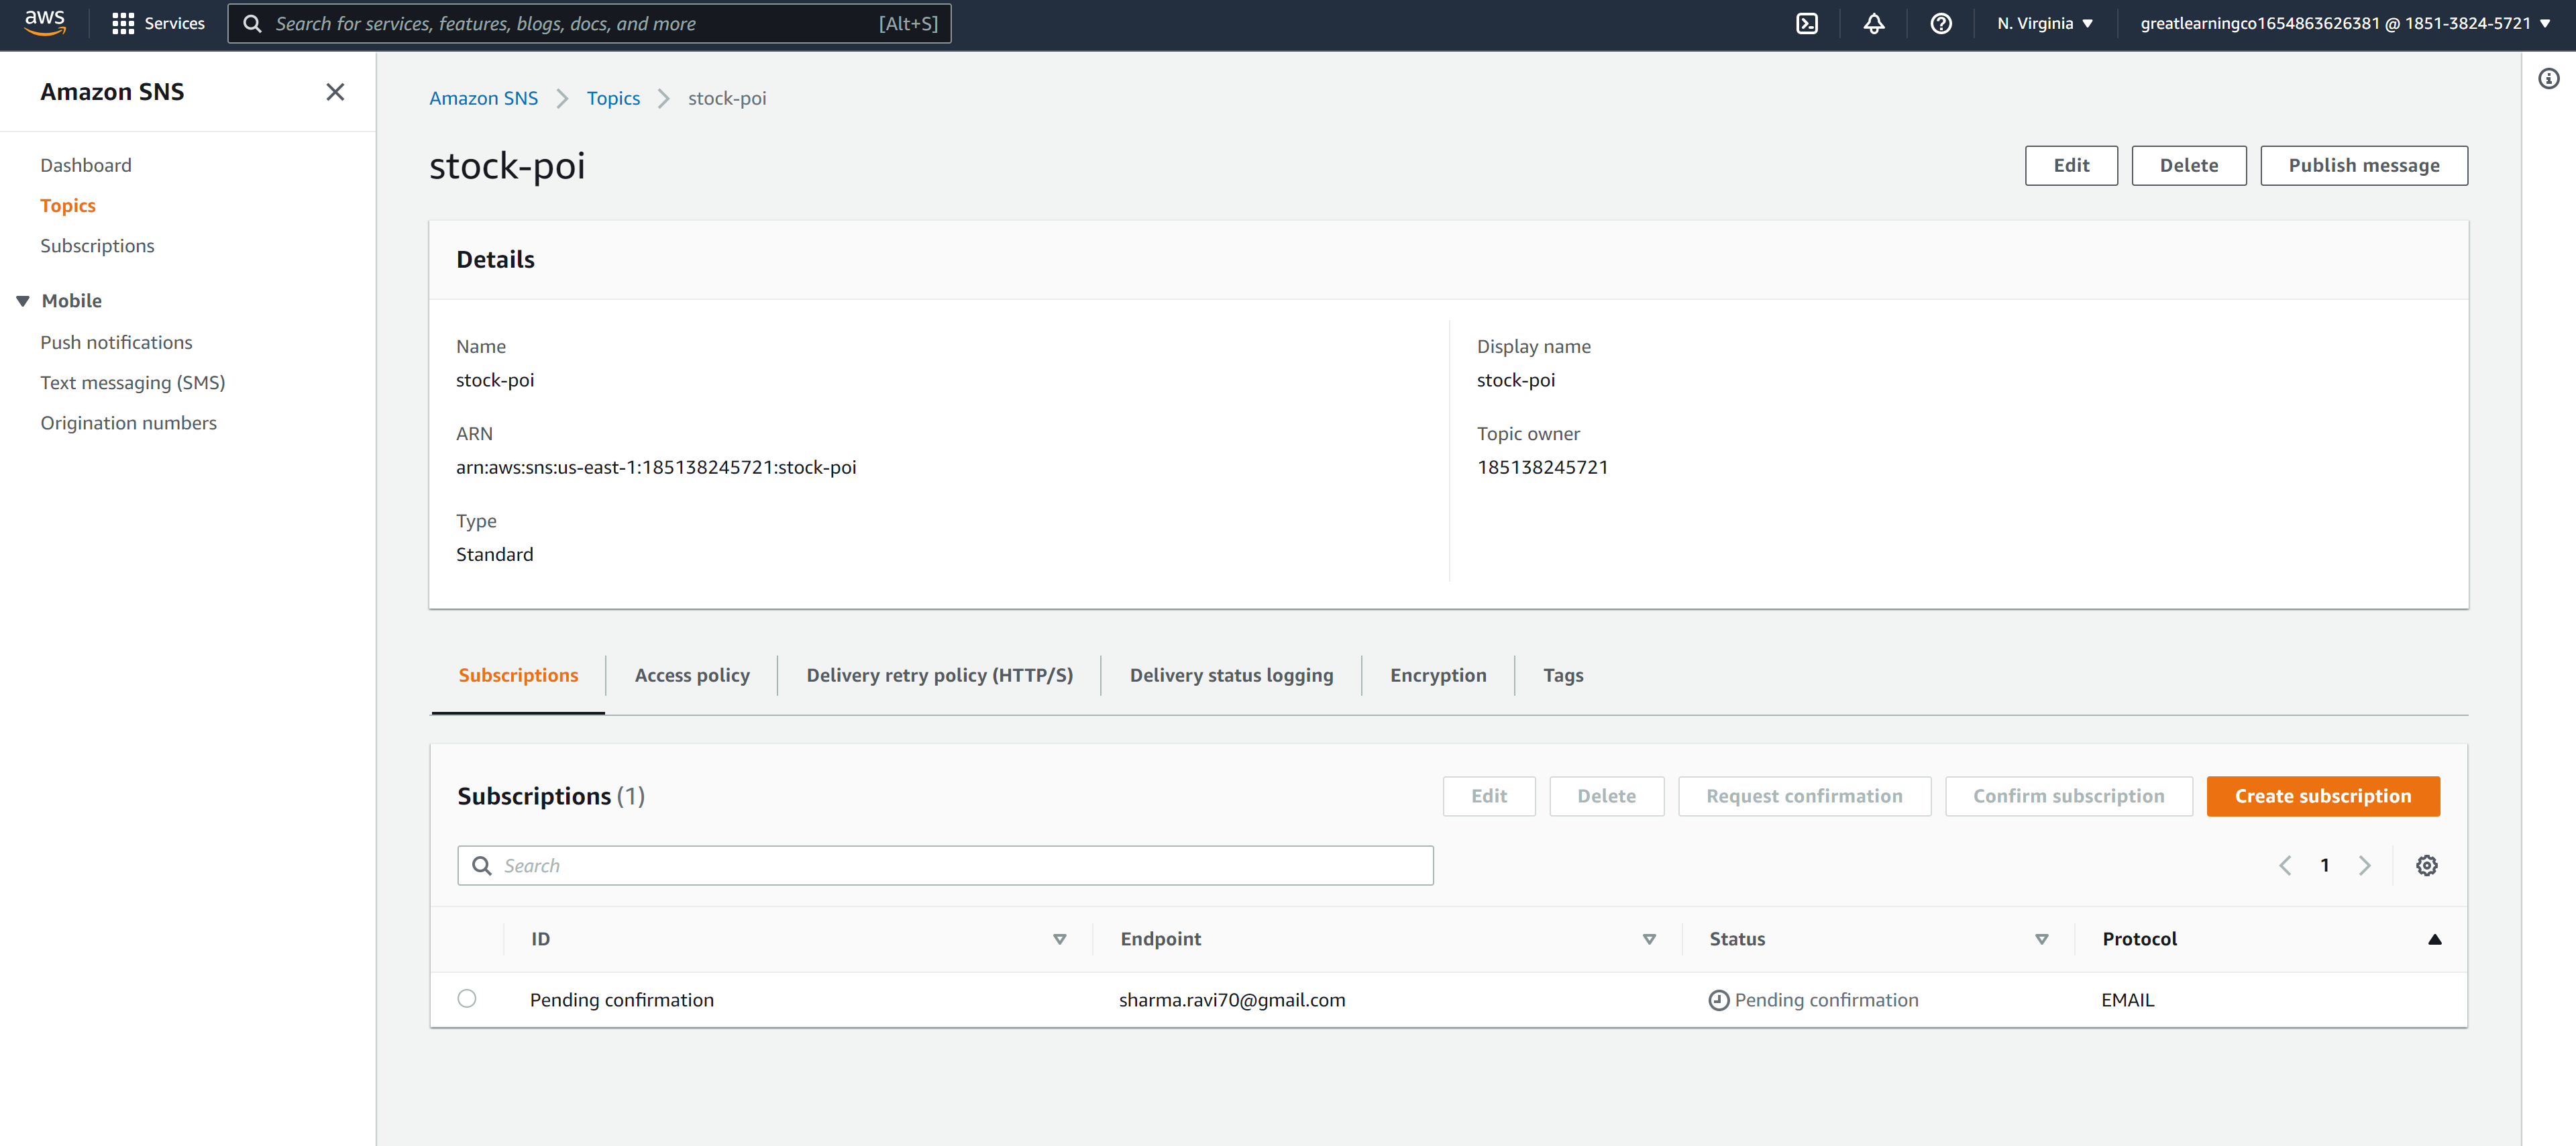 aws Services Search for services, features, blogs, docs, and more [Alt+S] N. Virginia greatlearningco1654863626381 @ 1851-3824-5721
Amazon SNS
Dashboard
Topics
Subscriptions
Mobile
Push notifications
Text messaging (SMS)
Origination numbers
Amazon SNS Topics stock-poi
stock-poi Edit Delete Publish message
Details
Name
stock-poi
ARN
arn:aws:sns:us-east-1:185138245721:stock-poi
Type
Standard
Display name
stock-poi
Topic owner
185138245721
Subscriptions Access policy Delivery retry policy (HTTP/S) Delivery status logging Encryption Tags
Subscriptions (1) Edit Delete Request confirmation Confirm subscription Create subscription
Search 1
ID Endpoint Status Protocol
Pending confirmation sharma.ravi70@gmail.com Pending confirmation EMAIL